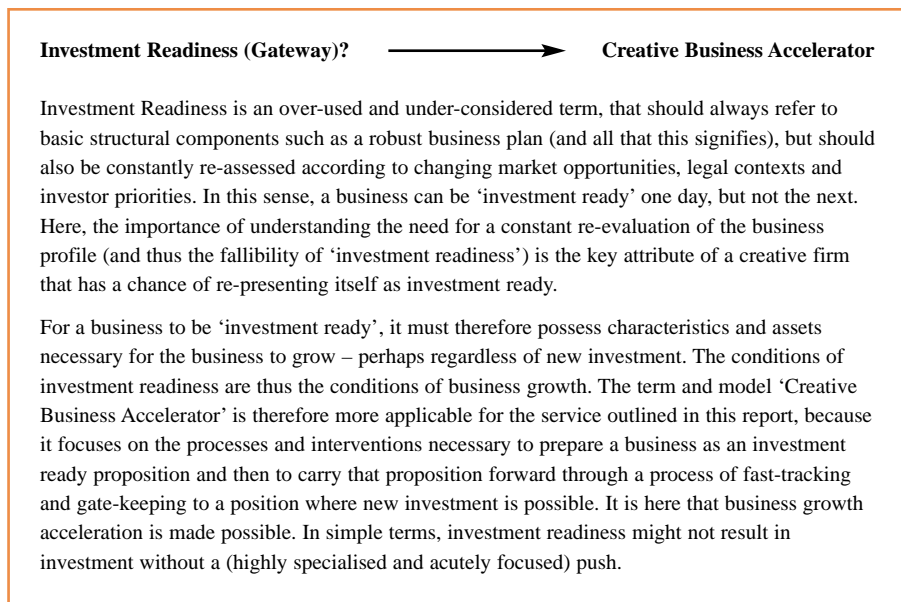 Investment Readiness (Gateway)? Creative Business Accelerator
Investment Readiness is an over-used and under-considered term, that should always refer to
basic structural components such as a robust business plan (and all that this signifies), but should
also be constantly re-assessed according to changing market opportunities, legal contexts and
investor priorities. In this sense, a business can be ‘investment ready’ one day, but not the next.
Here, the importance of understanding the need for a constant re-evaluation of the business
profile (and thus the fallibility of ‘investment readiness’) is the key attribute of a creative firm
that has a chance of re-presenting itself as investment ready.
For a business to be ‘investment ready’, it must therefore possess characteristics and assets
necessary for the business to grow – perhaps regardless of new investment. The conditions of
investment readiness are thus the conditions of business growth. The term and model ‘Creative
Business Accelerator’ is therefore more applicable for the service outlined in this report, because
it focuses on the processes and interventions necessary to prepare a business as an investment
ready proposition and then to carry that proposition forward through a process of fast-tracking
and gate-keeping to a position where new investment is possible. It is here that business growth
acceleration is made possible. In simple terms, investment readiness might not result in
investment without a (highly specialised and acutely focused) push.